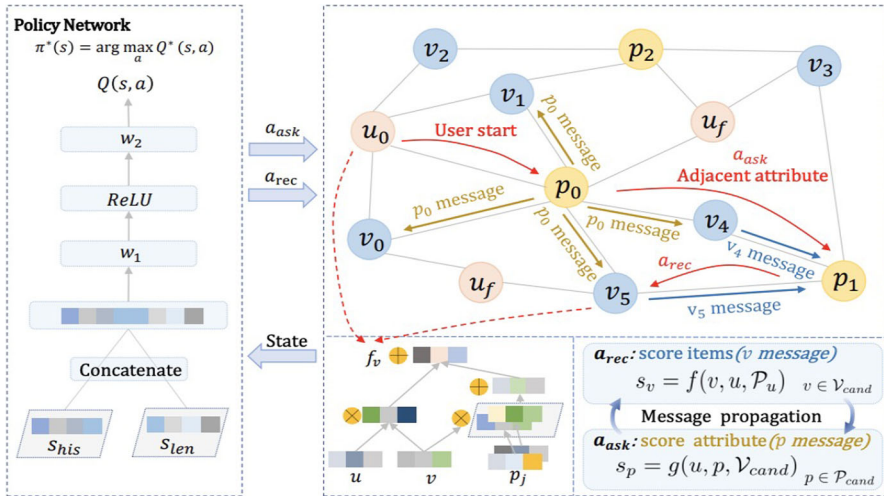 Policy Network
π*(s) = arg max_a Q*(s, a)
Q(s, a)
w₂
ReLU
w₁
Concatenate
s_his
s_len
a_ask
a_rec
State
v₂
p₂
v₃
v₁
u₀
User start
p₀ message
u_f
a_ask
Adjacent attribute
p₀
p₀ message
p₀ message
p₀ message
v₄
v₀
v₄ message
a_rec
u_f
v₅
v₅ message
p₁
f_v
u
v
p_j
a_rec: score items(v message)
s_v = f(v, u, 𝒫_u) v ∈ 𝒱_cand
Message propagation
a_ask: score attribute(p message)
s_p = g(u, p, 𝒱_cand) p ∈ 𝒫_cand